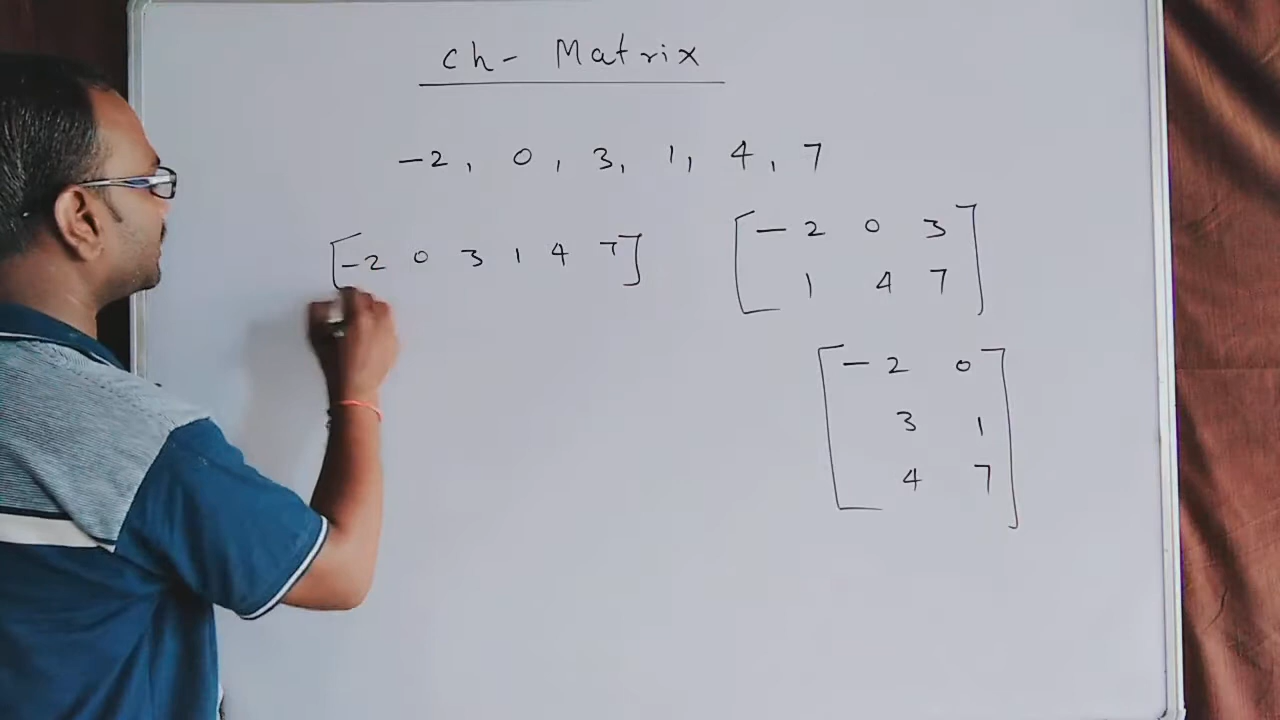 ch- Matrix
-2, 0, 3, 1, 4, 7
[-2 0 3 1 4 7]
[-2 0 3
1 4 7]
[-2 0
3 1
4 7]